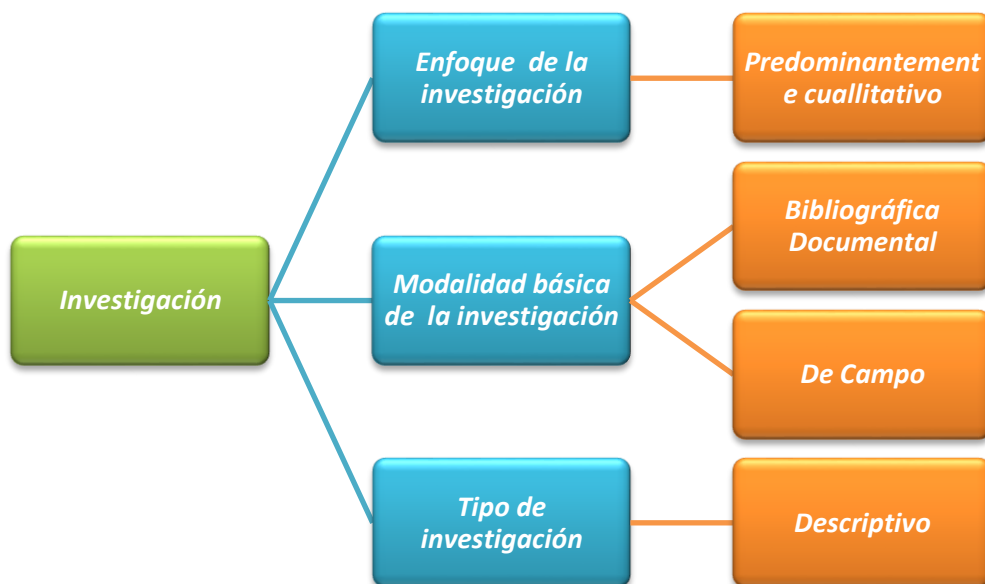 Enfoque de la
investigación
Predominantement
e cuallitativo
Bibliográfica
Documental
Investigación
Modalidad básica
de la investigación
De Campo
Tipo de
investigación
Descriptivo